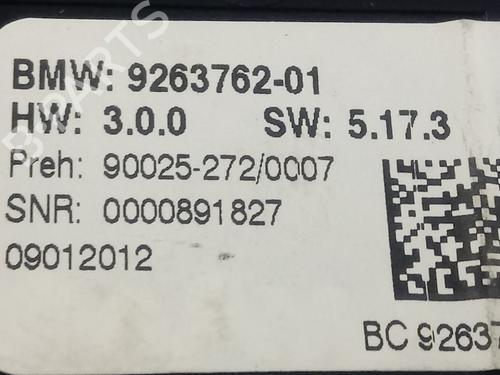 BMW: 9263762-01
HW: 3.0.0 SW: 5.17.3
Preh: 90025-272/0007
SNR: 0000891827
09012012
BC 92637